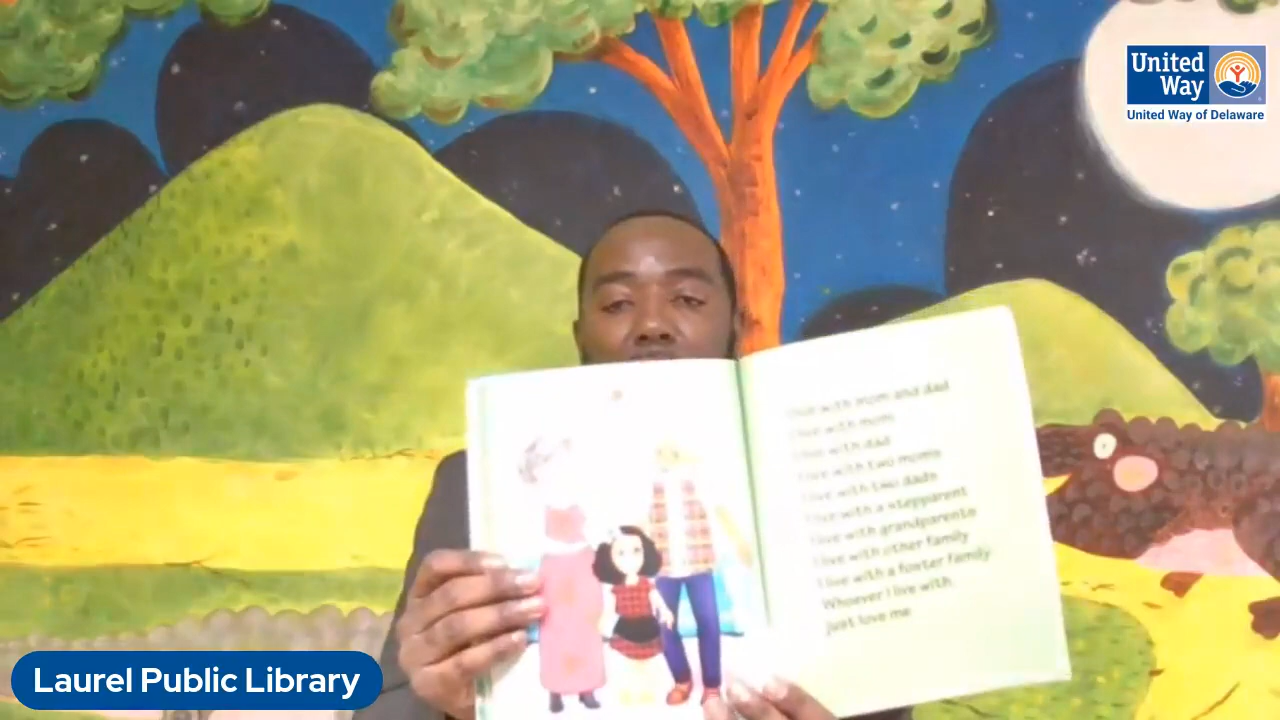 United
Way
United Way of Delaware
I live with mom and dad
I live with mom
I live with dad
I live with two moms
I live with two dads
I live with a stepparent
I live with grandparents
I live with other family
I live with a foster family
Whoever I live with,
just love me
Laurel Public Library